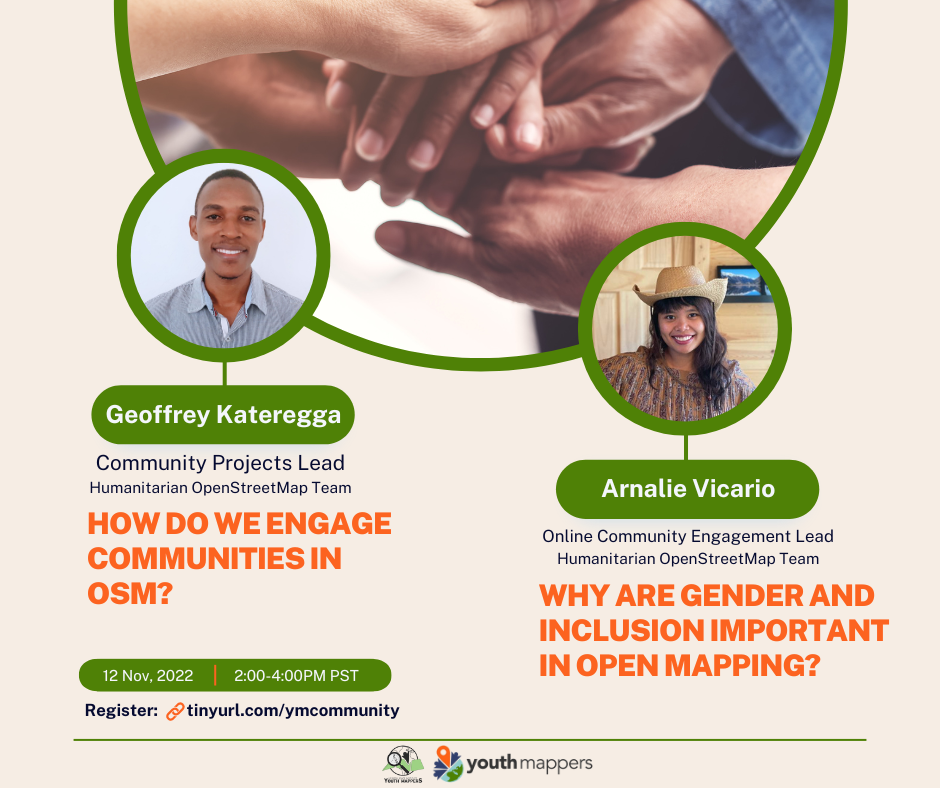 Geoffrey Kateregga
Community Projects Lead
Humanitarian OpenStreetMap Team
HOW DO WE ENGAGE
COMMUNITIES IN
OSM?
Arnalie Vicario
Online Community Engagement Lead
Humanitarian OpenStreetMap Team
WHY ARE GENDER AND
INCLUSION IMPORTANT
IN OPEN MAPPING?
12 Nov, 2022 | 2:00-4:00PM PST
Register: tinyurl.com/ymcommunity
YOUTH MAPPERS
youthmappers